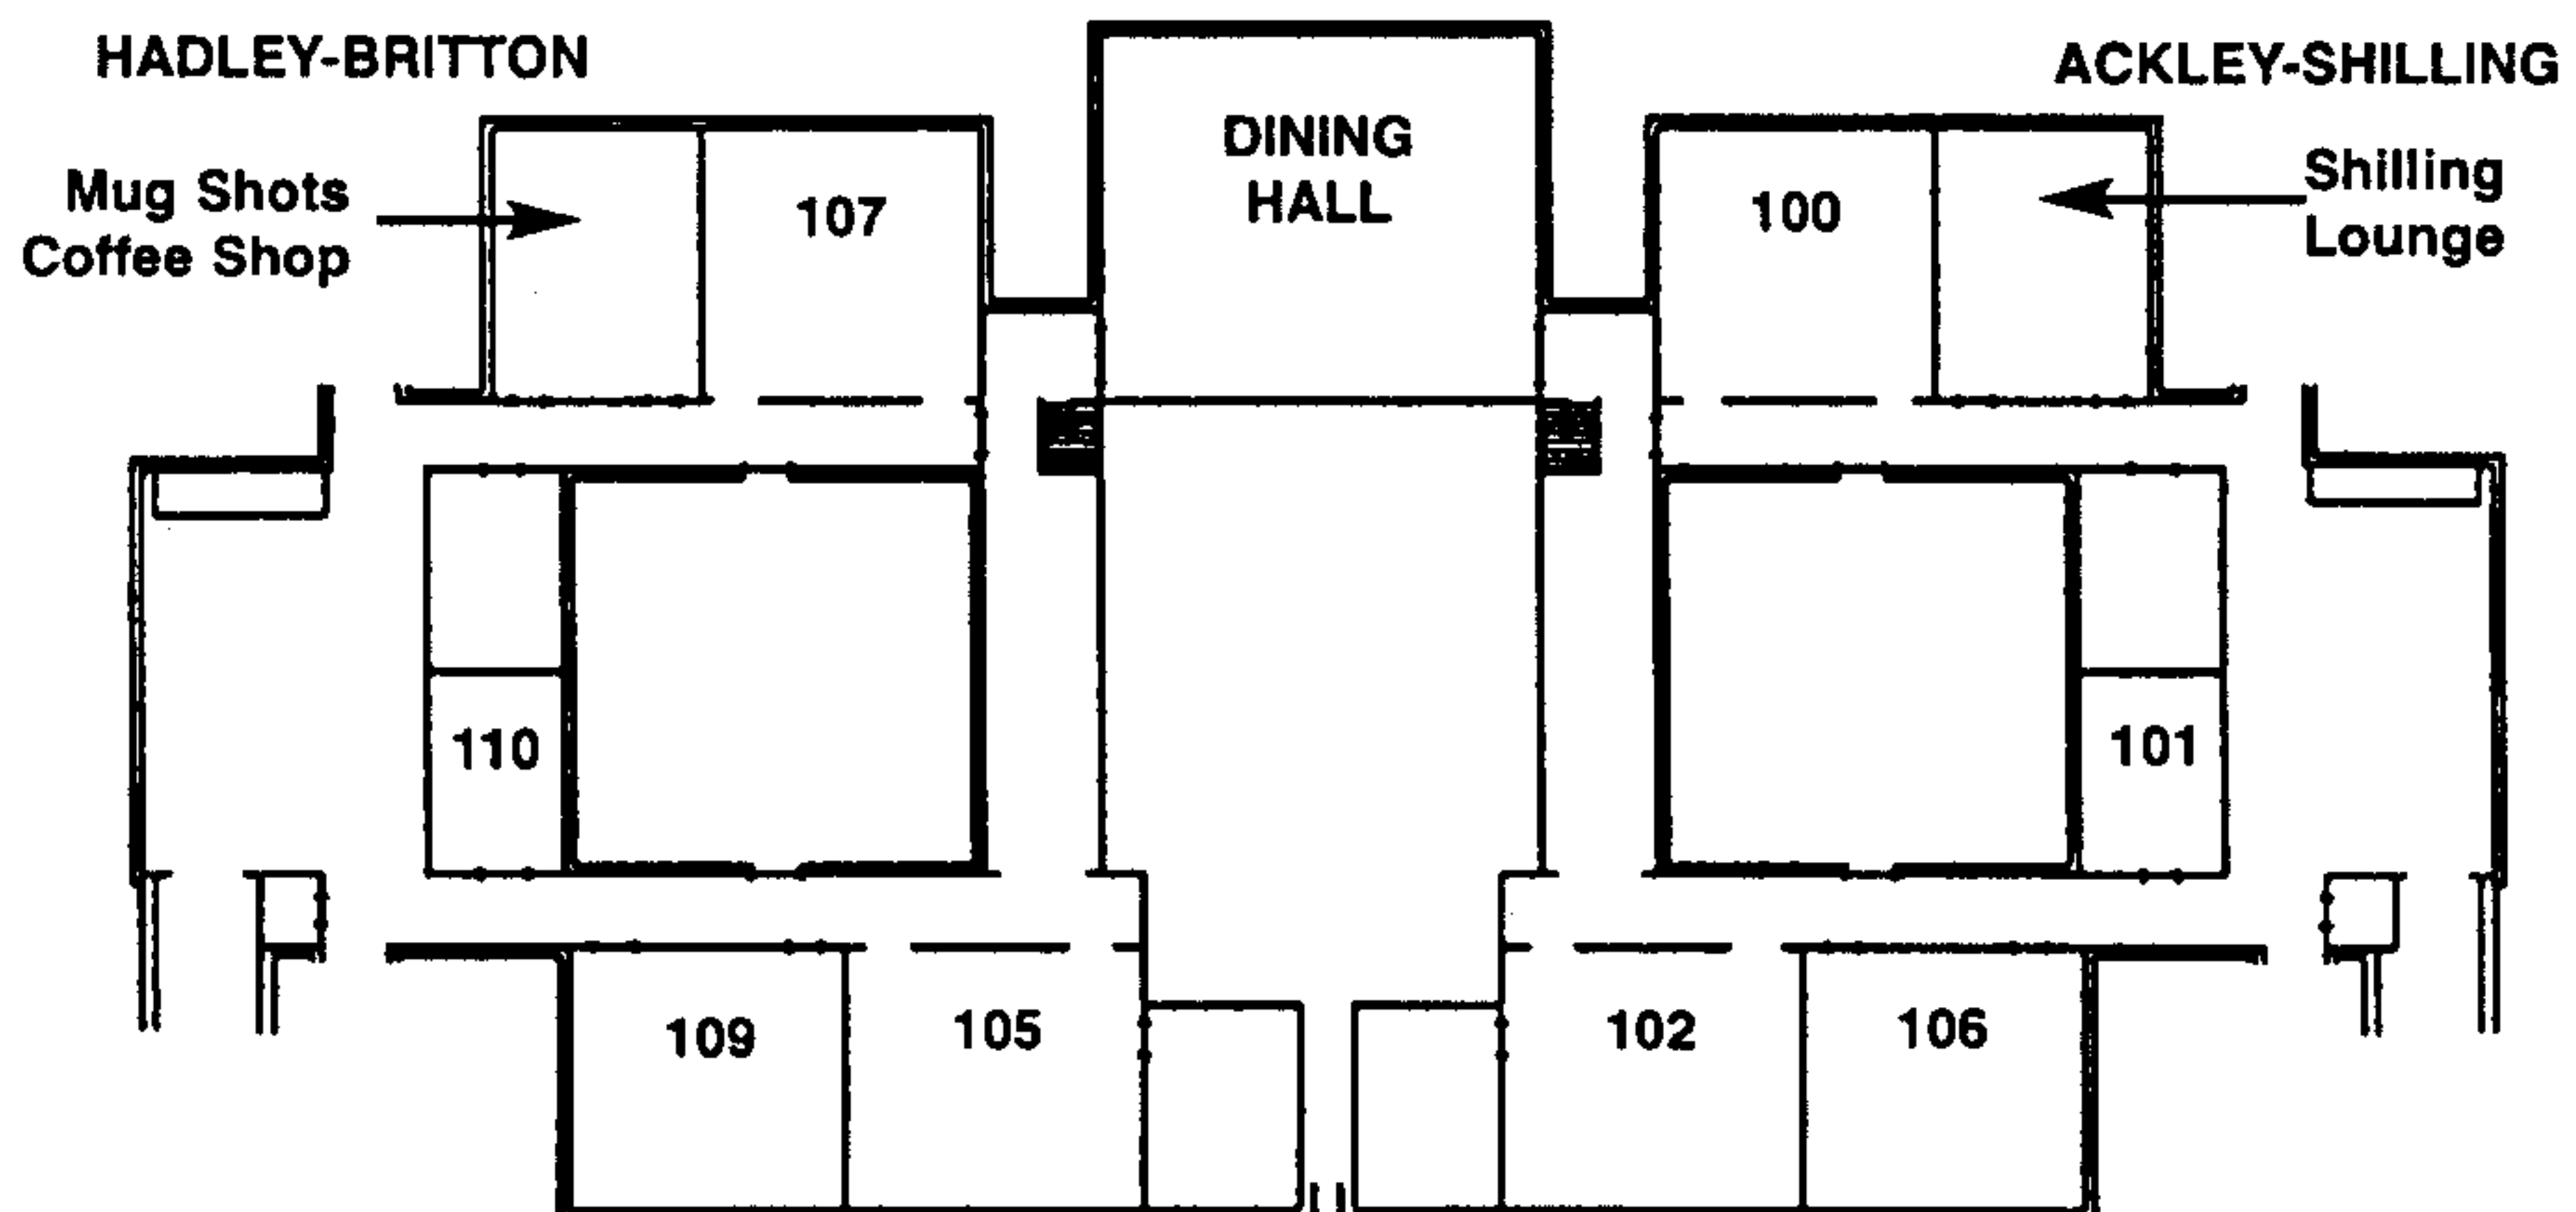 HADLEY-BRITTON
ACKLEY-SHILLING
DINING
HALL
Mug Shots
Coffee Shop
107
100
Shilling
Lounge
110
101
109
105
102
106